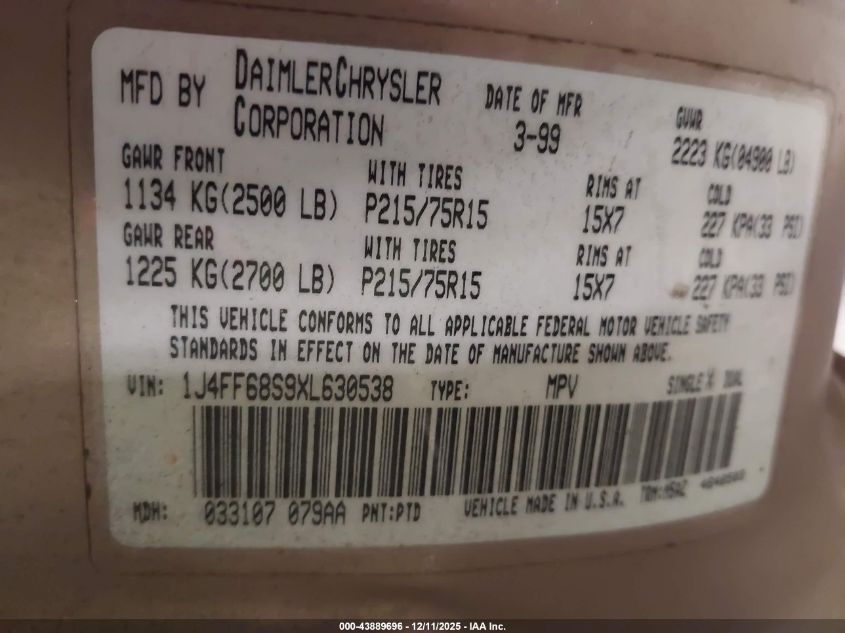 MFD BY DAIMLERCHRYSLER CORPORATION DATE OF MFR 3-99 GVWR 2223 KG(04900 LB)
GAWR FRONT WITH TIRES RIMS AT COLD
1134 KG(2500 LB) P215/75R15 15X7 227 KPA(33 PSI)
GAWR REAR WITH TIRES RIMS AT COLD
1225 KG(2700 LB) P215/75R15 15X7 227 KPA(33 PSI)
THIS VEHICLE CONFORMS TO ALL APPLICABLE FEDERAL MOTOR VEHICLE SAFETY
STANDARDS IN EFFECT ON THE DATE OF MANUFACTURE SHOWN ABOVE.
VIN: 1J4FF68S9XL630538 TYPE: MPV SINGLE X DUAL
MDH: 033107 079AA PNT:PTD VEHICLE MADE IN U.S.A.
000-43889696 - 12/11/2025 - IAA Inc.